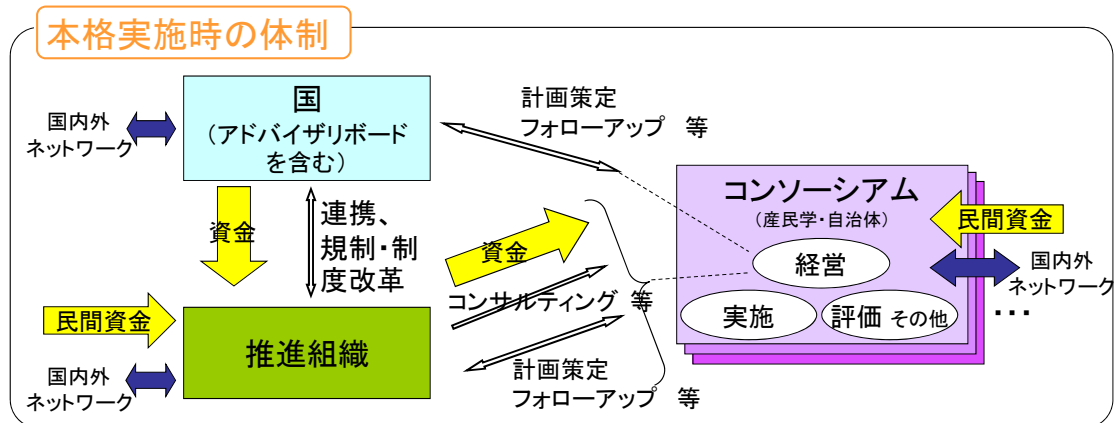 本格実施時の体制
国
(アドバイザリボード
を含む)
国内外
ネットワーク
計画策定
フォローアップ 等
資金
連携、
規制・制
度改革
資金
コンサルティング 等
民間資金
推進組織
国内外
ネットワーク
計画策定
フォローアップ 等
コンソーシアム
(産民学・自治体)
経営
実施
評価 その他
民間資金
国内外
ネットワーク
・・・